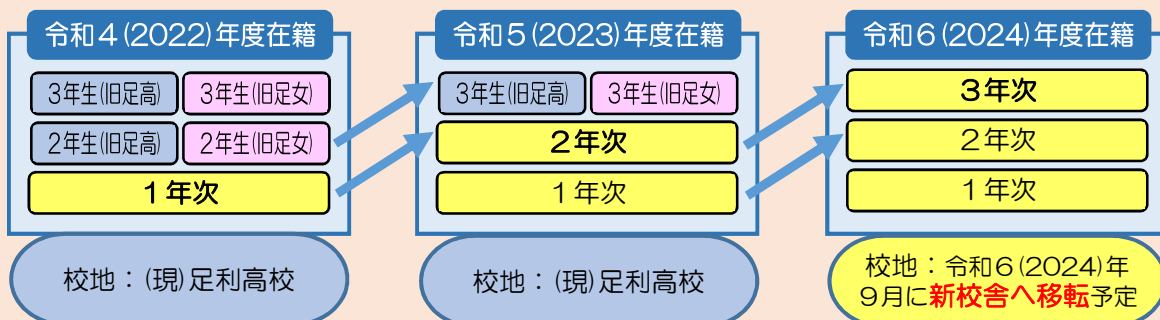 令和4(2022)年度在籍
3年生(旧足高) 3年生(旧足女)
2年生(旧足高) 2年生(旧足女)
1年次
校地：(現)足利高校
令和5(2023)年度在籍
3年生(旧足高) 3年生(旧足女)
2年次
1年次
校地：(現)足利高校
令和6(2024)年度在籍
3年次
2年次
1年次
校地：令和6(2024)年
9月に新校舎へ移転予定